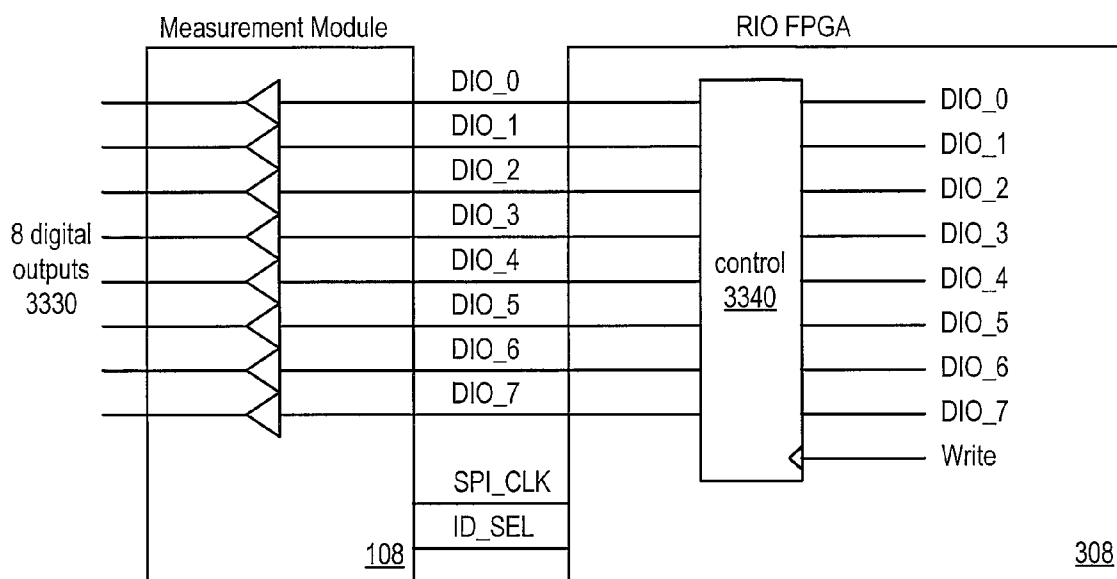 Measurement Module
RIO FPGA
DIO_0
DIO_1
DIO_2
DIO_3
DIO_4
DIO_5
DIO_6
DIO_7
SPI_CLK
ID_SEL
8 digital
outputs
3330
control
3340
DIO_0
DIO_1
DIO_2
DIO_3
DIO_4
DIO_5
DIO_6
DIO_7
Write
108
308